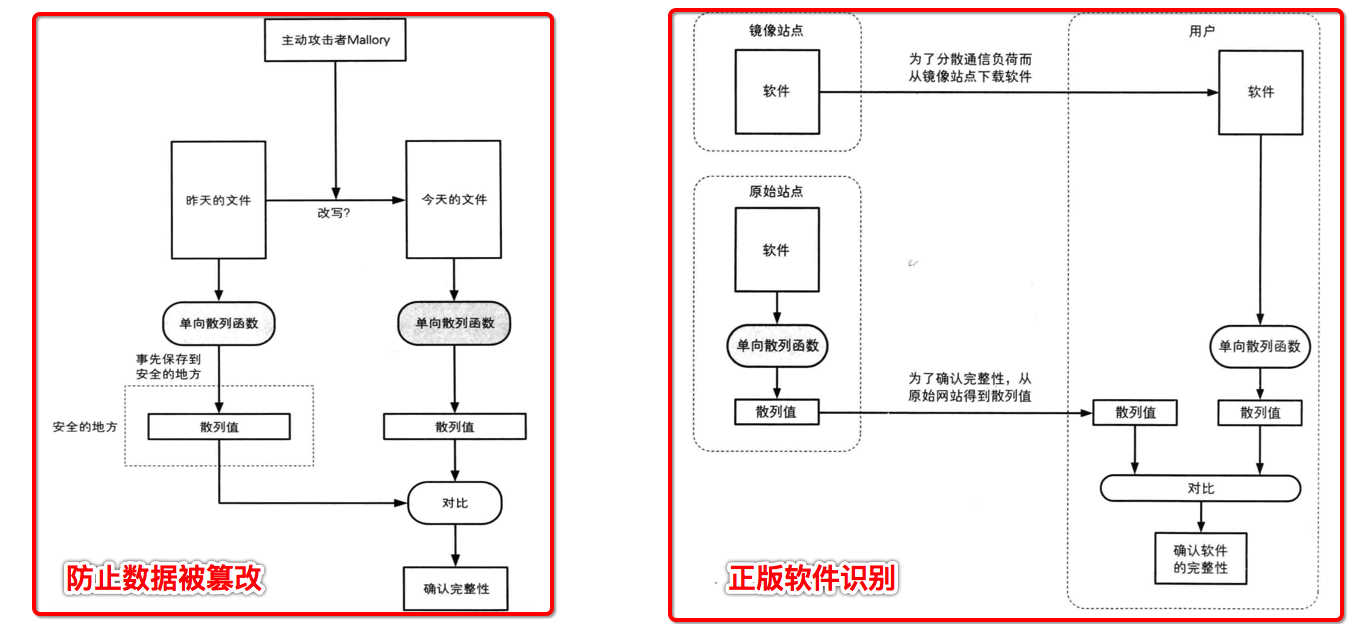 主动攻击者Mallory
昨天的文件
今天的文件
改写?
单向散列函数
单向散列函数
事先保存到
安全的地方
安全的地方
散列值
散列值
对比
确认完整性
防止数据被篡改
镜像站点
软件
为了分散通信负荷而
从镜像站点下载软件
用户
软件
原始站点
软件
单向散列函数
散列值
为了确认完整性，从
原始网站得到散列值
单向散列函数
散列值
散列值
对比
确认软件
的完整性
正版软件识别